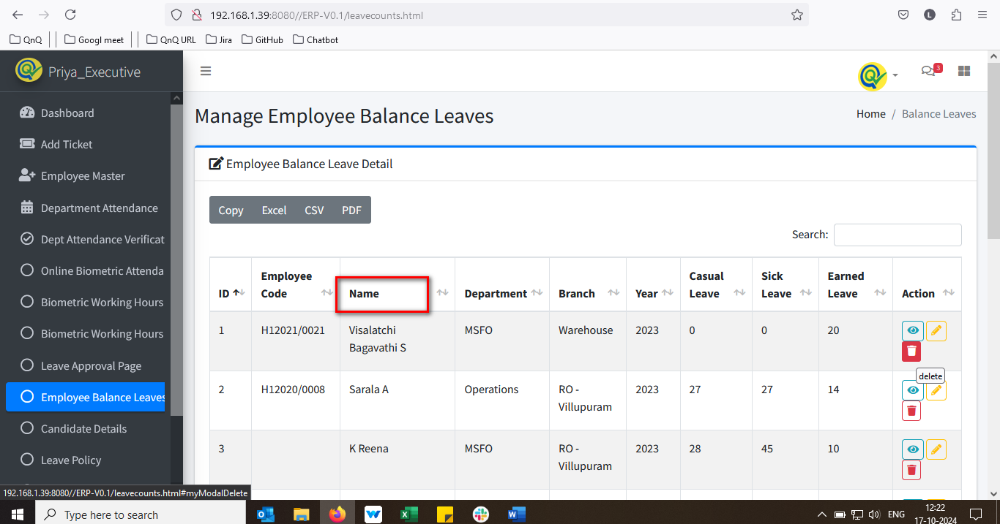 192.168.1.39:8080//ERP-V0.1/leavecounts.html
L
QnQ
Googl meet
QnQ URL
Jira
GitHub
Chatbot
Priya_Executive
3
Dashboard
Add Ticket
Employee Master
Department Attendance
Dept Attendance Verificat
Online Biometric Attenda
Biometric Working Hours
Biometric Working Hours
Leave Approval Page
Employee Balance Leaves
Candidate Details
Leave Policy
Manage Employee Balance Leaves
Home / Balance Leaves
Employee Balance Leave Detail
Copy Excel CSV PDF
Search:
ID Employee Code Name Department Branch Year Casual Leave Sick Leave Earned Leave Action
1 H12021/0021 Visalatchi Bagavathi S MSFO Warehouse 2023 0 0 20
delete
2 H12020/0008 Sarala A Operations RO - Villupuram 2023 27 27 14
3 K Reena MSFO RO - Villupuram 2023 28 45 10
192.168.1.39:8080//ERP-V0.1/leavecounts.html#myModalDelete
Type here to search
ENG
12:22
17-10-2024